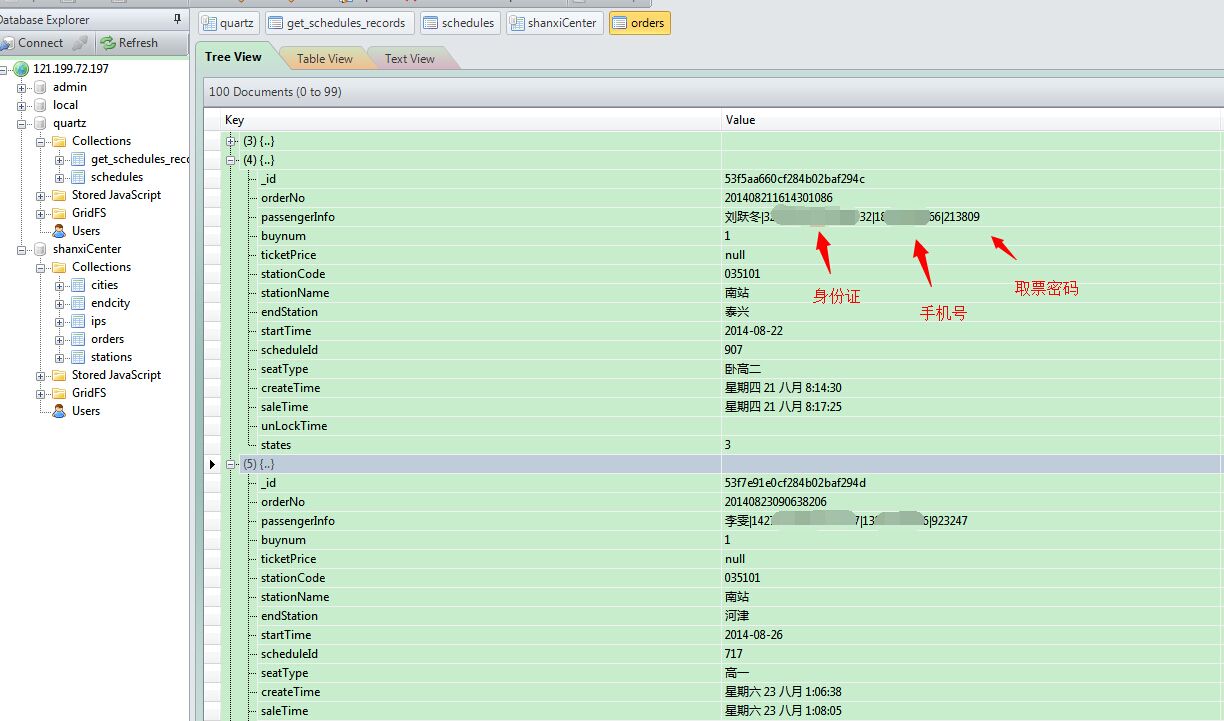 Database Explorer
Connect
Refresh
121.199.72.197
admin
local
quartz
Collections
get_schedules_rec
schedules
Stored JavaScript
GridFS
Users
shanxiCenter
Collections
cities
endcity
ips
orders
stations
Stored JavaScript
GridFS
Users
quartz get_schedules_records schedules shanxiCenter orders
Tree View Table View Text View
100 Documents (0 to 99)
Key Value
(3) {..}
(4) {..}
_id 53f5aa660cf284b02baf294c
orderNo 201408211614301086
passengerInfo 刘跃冬|32 32|18 66|213809
buynum 1
ticketPrice null
身份证 手机号 取票密码
stationCode 035101
stationName 南站
endStation 泰兴
startTime 2014-08-22
scheduleId 907
seatType 卧高二
createTime 星期四 21 八月 8:14:30
saleTime 星期四 21 八月 8:17:25
unLockTime
states 3
(5) {..}
_id 53f7e91e0cf284b02baf294d
orderNo 20140823090638206
passengerInfo 李雯|142 7|13 6|923247
buynum 1
ticketPrice null
stationCode 035101
stationName 南站
endStation 河津
startTime 2014-08-26
scheduleId 717
seatType 高一
createTime 星期六 23 八月 1:06:38
saleTime 星期六 23 八月 1:08:05